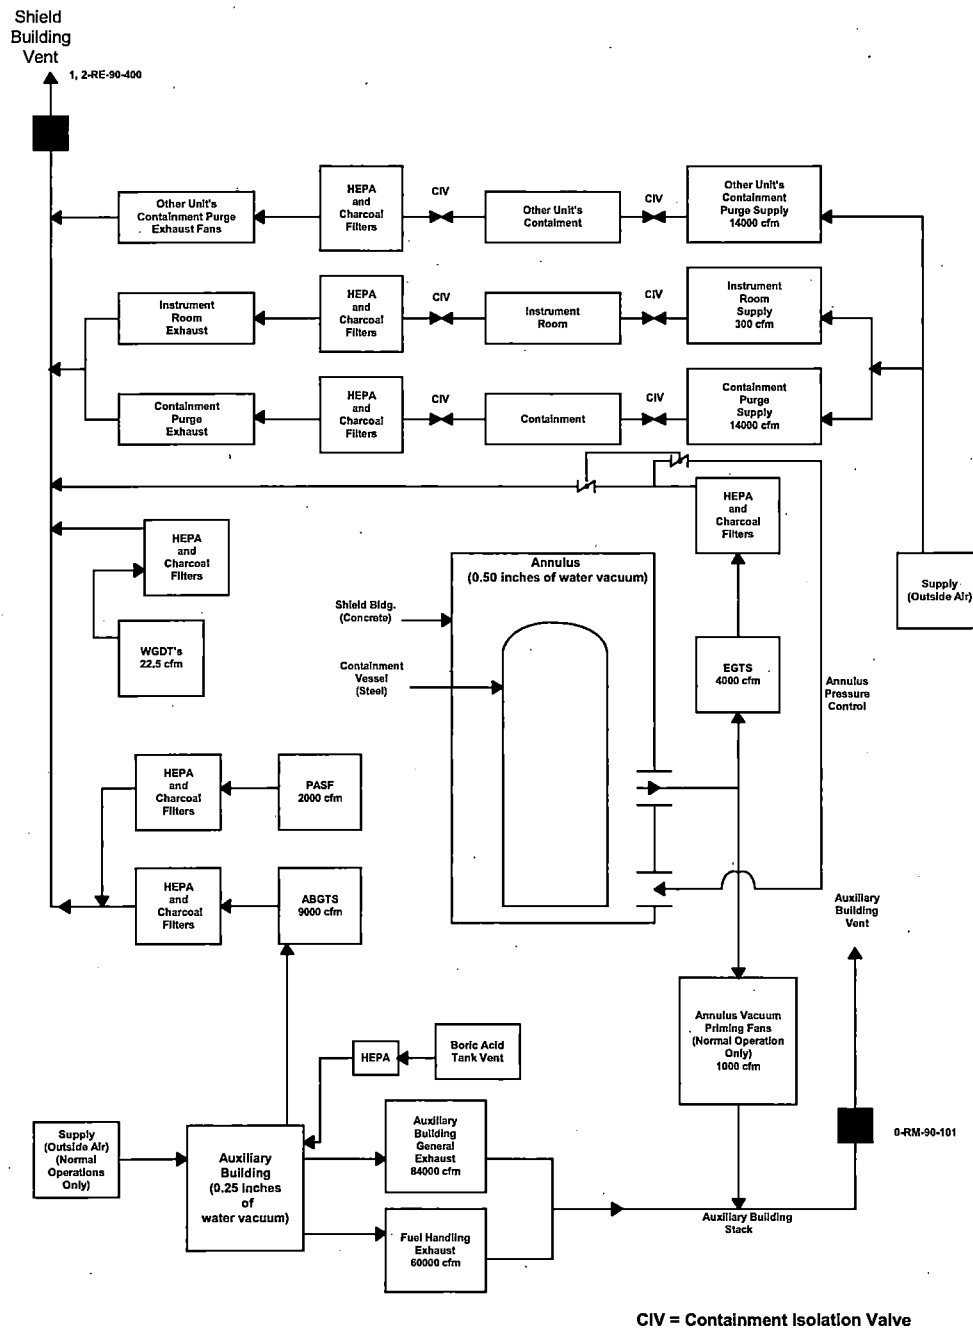 Shield
Building
Vent
1, 2-RE-90-400
Other Unit's
Containment Purge
Exhaust Fans
HEPA
and
Charcoal
Filters
CIV
Other Unit's
Contaiment
CIV
Other Unit's
Containment
Purge Supply
14000 cfm
Instrument
Room
Exhaust
HEPA
and
Charcoal
Filters
CIV
Instrument
Room
CIV
Instrument
Room
Supply
300 cfm
Containment
Purge
Exhaust
HEPA
and
Charcoal
Filters
CIV
Containment
CIV
Containment
Purge
Supply
14000 cfm
HEPA
and
Charcoal
Filters
HEPA
and
Charcoal
Filters
Annulus
(0.50 inches of water vacuum)
Supply
(Outside Air)
Shield Bldg.
(Concrete)
WGDT's
22.5 cfm
Containment
Vessel
(Steel)
EGTS
4000 cfm
Annulus
Pressure
Control
HEPA
and
Charcoal
Filters
PASF
2000 cfm
HEPA
and
Charcoal
Filters
ABGTS
9000 cfm
Auxiliary
Building
Vent
Annulus Vacuum
Priming Fans
(Normal Operation
Only)
1000 cfm
HEPA
Boric Acid
Tank Vent
Supply
(Outside Air)
(Normal
Operations
Only)
Auxiliary
Building
(0.25 inches
of
water vacuum)
Auxiliary
Building
General
Exhaust
84000 cfm
0-RM-90-101
Fuel Handling
Exhaust
60000 cfm
Auxiliary Building
Stack
CIV = Containment Isolation Valve